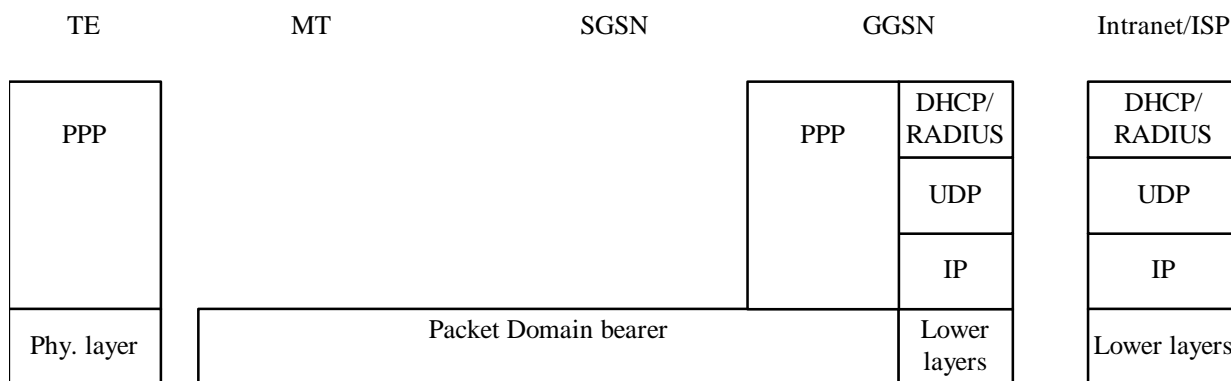 TE MT SGSN GGSN Intranet/ISP
DHCP/ DHCP/
PPP PPP RADIUS RADIUS
UDP UDP
IP IP
Packet Domain bearer Lower
Phy. layer layers Lower layers